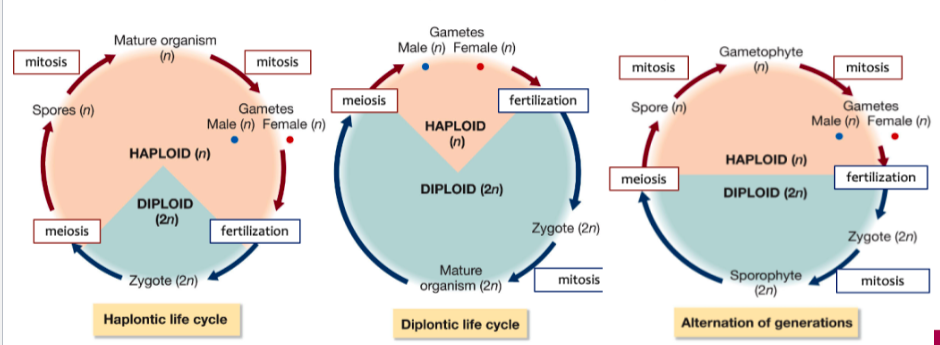 Mature organism
(n)
mitosis
mitosis
Spores (n)
Gametes
Male (n) Female (n)
HAPLOID (n)
DIPLOID
(2n)
meiosis
fertilization
Zygote (2n)
Haplontic life cycle
Gametes
Male (n) Female (n)
meiosis
fertilization
HAPLOID
(n)
DIPLOID (2n)
Zygote (2n)
Mature
organism (2n)
mitosis
Diplontic life cycle
Gametophyte
(n)
mitosis
mitosis
Spore (n)
Gametes
Male (n) Female (n)
HAPLOID (n)
meiosis
fertilization
DIPLOID (2n)
Zygote (2n)
Sporophyte
(2n)
mitosis
Alternation of generations